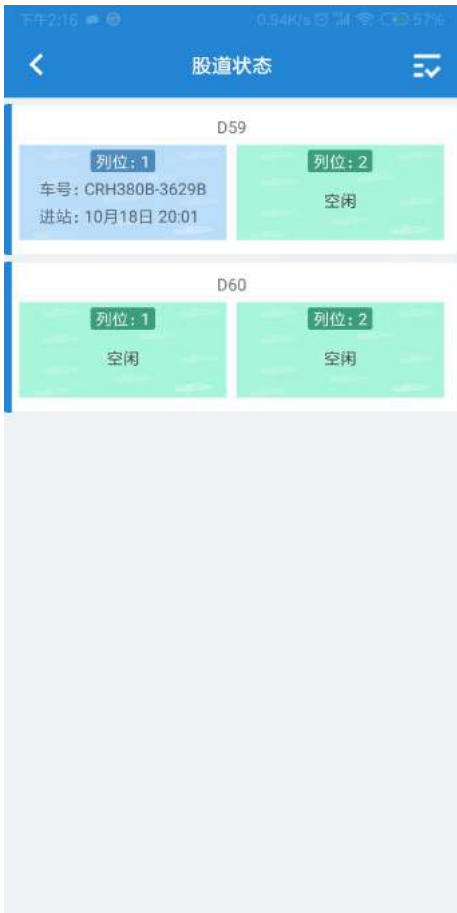 下午2:16 0.94K/s 57%
股道状态
D59
列位:1 列位:2
车号:CRH380B-3629B 空闲
进站:10月18日 20:01
D60
列位:1 列位:2
空闲 空闲